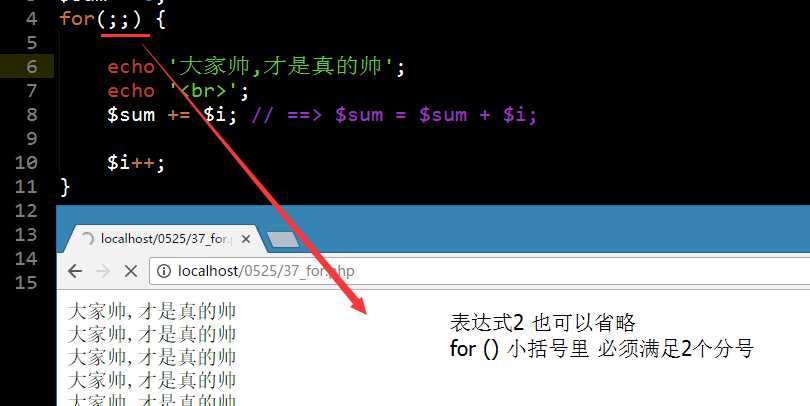 4 for(;;) {
5
6 echo '大家帅,才是真的帅';
7 echo '<br>';
8 $sum += $i; // ==> $sum = $sum + $i;
9
10 $i++;
11 }
12
13
14
15
localhost/0525/37_for.p
localhost/0525/37_for.php
大家帅,才是真的帅
大家帅,才是真的帅
大家帅,才是真的帅
大家帅,才是真的帅
大家帅,才是真的帅
表达式2 也可以省略
for () 小括号里 必须满足2个分号